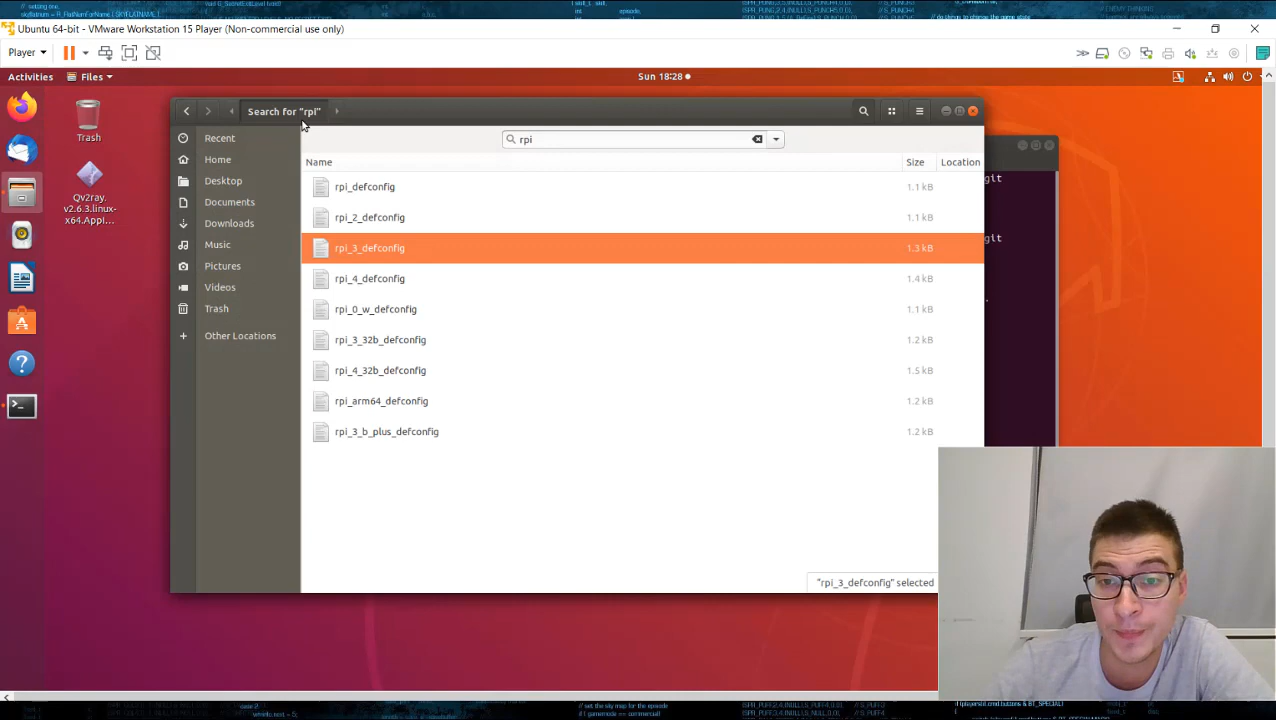 Ubuntu 64-bit - VMware Workstation 15 Player (Non-commercial use only)
Player
Activities
Files
Sun 18:28
Search for "rpi"
Trash
Qv2ray.
v2.6.3.linux-
x64.AppI...
Recent
Home
Desktop
Documents
Downloads
Music
Pictures
Videos
Trash
Other Locations
rpi
Name
Size
Location
rpi_defconfig
1.1 kB
rpi_2_defconfig
1.1 kB
rpi_3_defconfig
1.3 kB
rpi_4_defconfig
1.4 kB
rpi_0_w_defconfig
1.1 kB
rpi_3_32b_defconfig
1.2 kB
rpi_4_32b_defconfig
1.5 kB
rpi_arm64_defconfig
1.2 kB
rpi_3_b_plus_defconfig
1.2 kB
"rpi_3_defconfig" selected
git
git